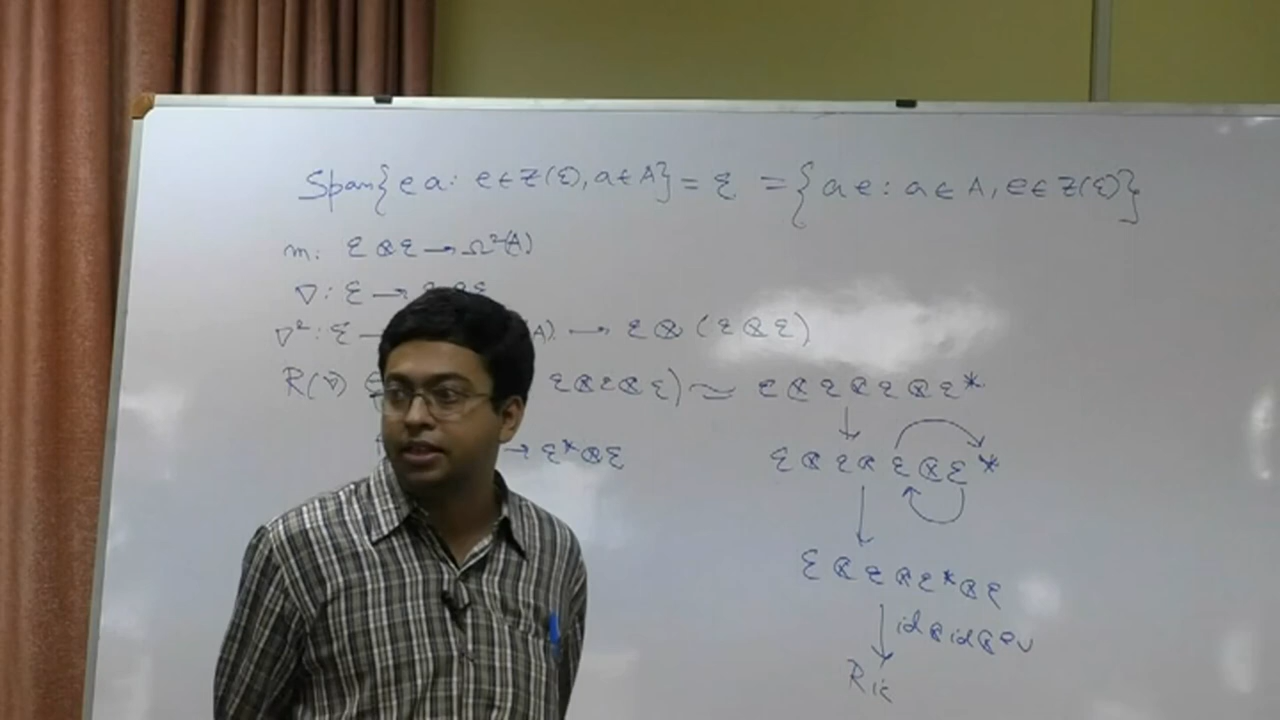 Span{ea: e∈Z(ε), a∈A} = ε = {ae: a∈A, e∈Z(ε)}
m: ε⊗ε → Ω²(A)
∇: ε →
∇²: ε → A) → ε⊗(ε⊗ε)
R(∇) ε⊗ε⊗ε) ≃ ε⊗ε⊗ε⊗ε*
→ ε*⊗ε
ε⊗ε⊗ε⊗ε*
ε⊗ε⊗ε*⊗ε
id⊗id⊗ev
Ric